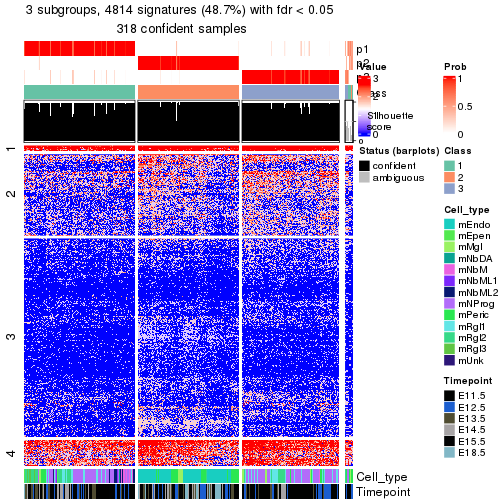 3 subgroups, 4814 signatures (48.7%) with fdr < 0.05
318 confident samples
p1
p2
p3
Value
3
2
1
0
Silhouette
score
Prob
1
0.5
0
Status (barplots)
confident
ambiguous
Class
1
2
3
Cell_type
mEndo
mEpen
mMgl
mNbDA
mNbM
mNbML1
mNbML2
mNProg
mPeric
mRgl1
mRgl2
mRgl3
mUnk
Timepoint
E11.5
E12.5
E13.5
E14.5
E15.5
E18.5
1
2
3
4
Cell_type
Timepoint